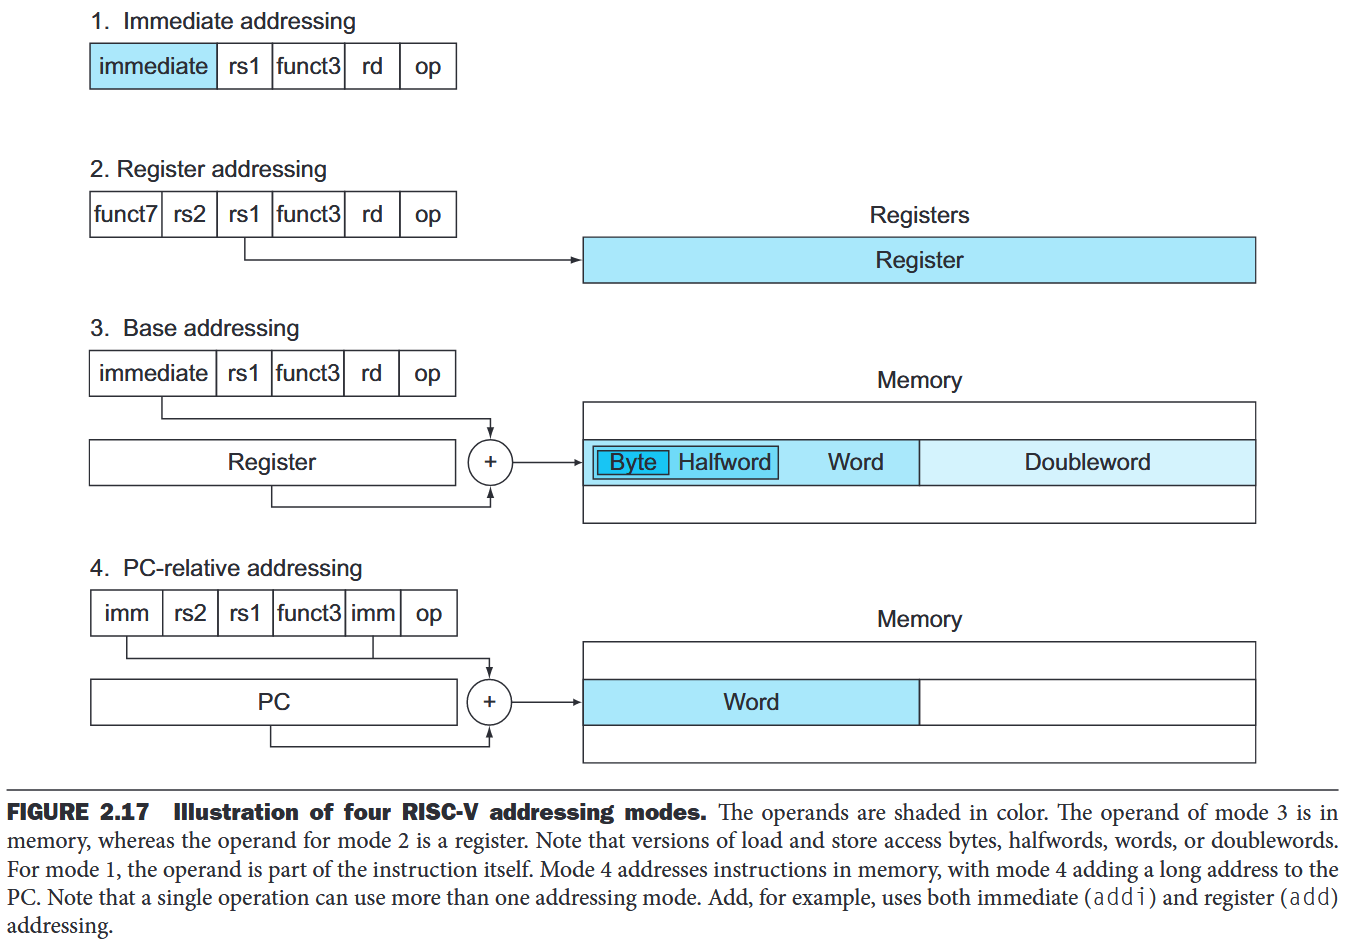 1. Immediate addressing
immediate rs1 funct3 rd op
2. Register addressing
funct7 rs2 rs1 funct3 rd op
Registers
Register
3. Base addressing
immediate rs1 funct3 rd op
Memory
Register + Byte Halfword Word Doubleword
4. PC-relative addressing
imm rs2 rs1 funct3 imm op
Memory
PC + Word
FIGURE 2.17 Illustration of four RISC-V addressing modes. The operands are shaded in color. The operand of mode 3 is in
memory, whereas the operand for mode 2 is a register. Note that versions of load and store access bytes, halfwords, words, or doublewords.
For mode 1, the operand is part of the instruction itself. Mode 4 addresses instructions in memory, with mode 4 adding a long address to the
PC. Note that a single operation can use more than one addressing mode. Add, for example, uses both immediate (addi) and register (add)
addressing.